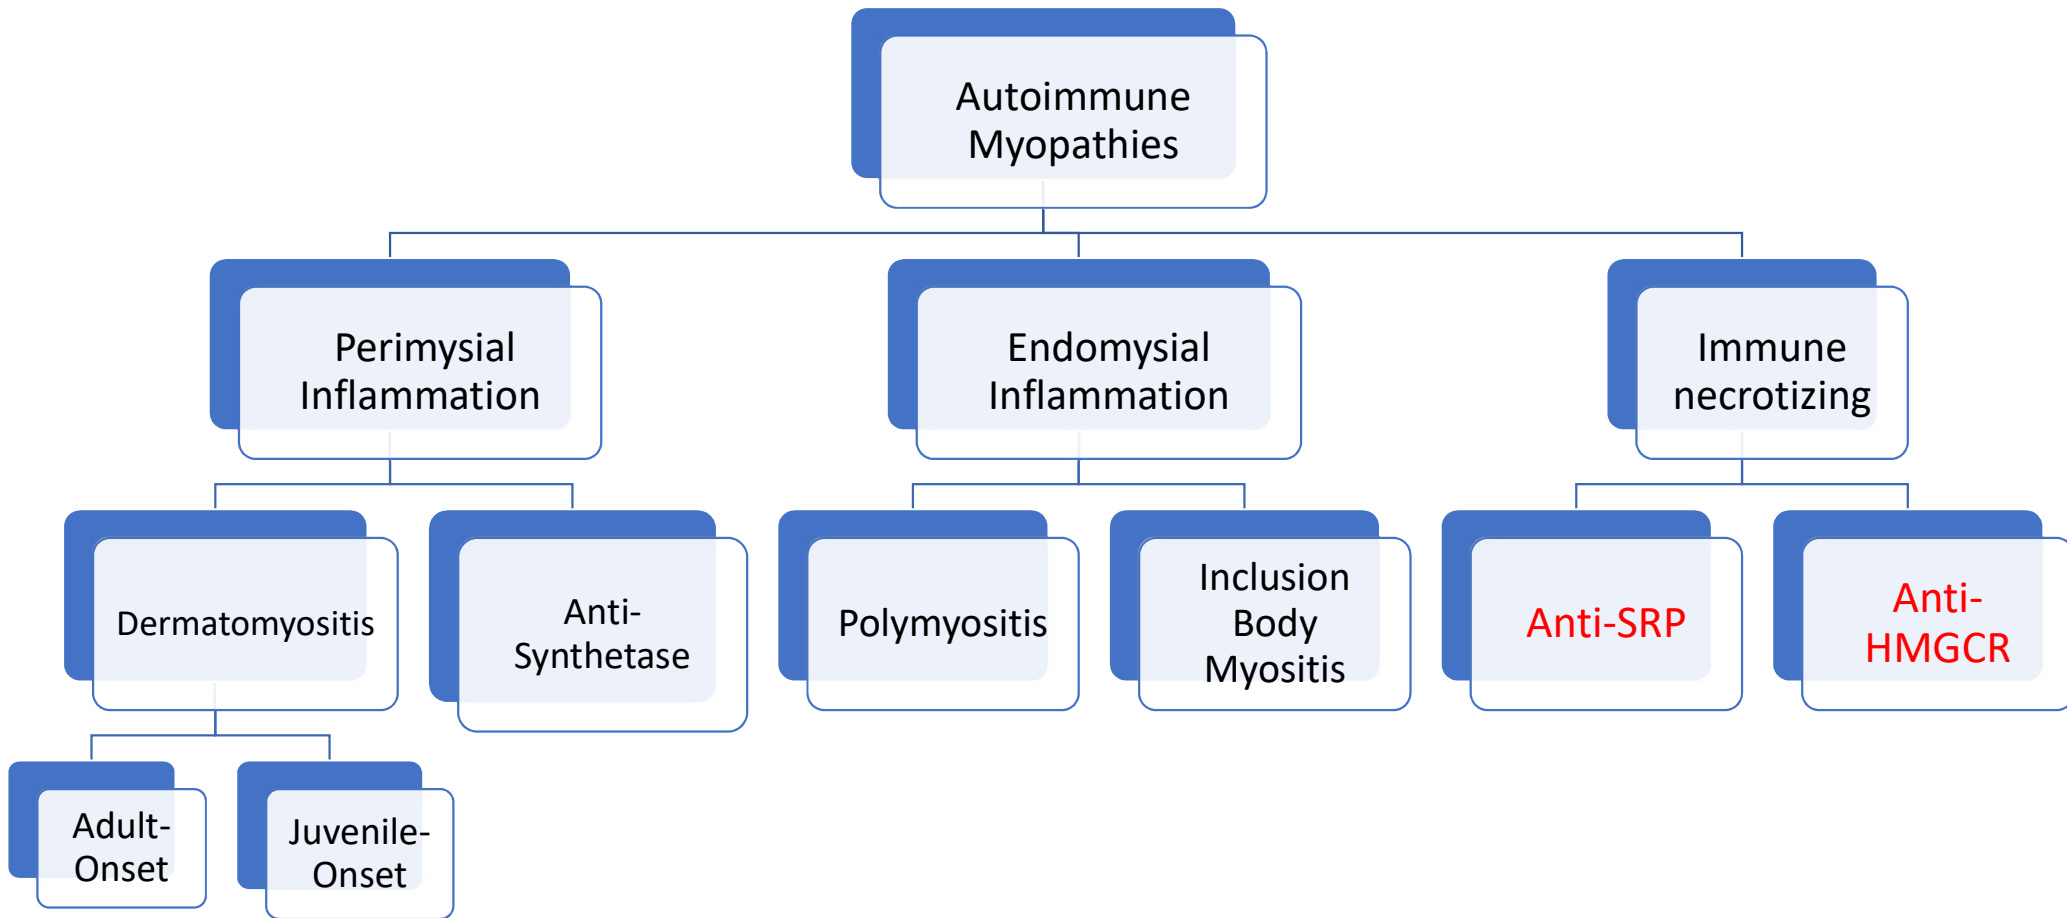 Autoimmune
Myopathies
Perimysial
Inflammation
Endomysial
Inflammation
Immune
necrotizing
Dermatomyositis
Anti-
Synthetase
Polymyositis
Inclusion
Body
Myositis
Anti-SRP
Anti-
HMGCR
Adult-
Onset
Juvenile-
Onset